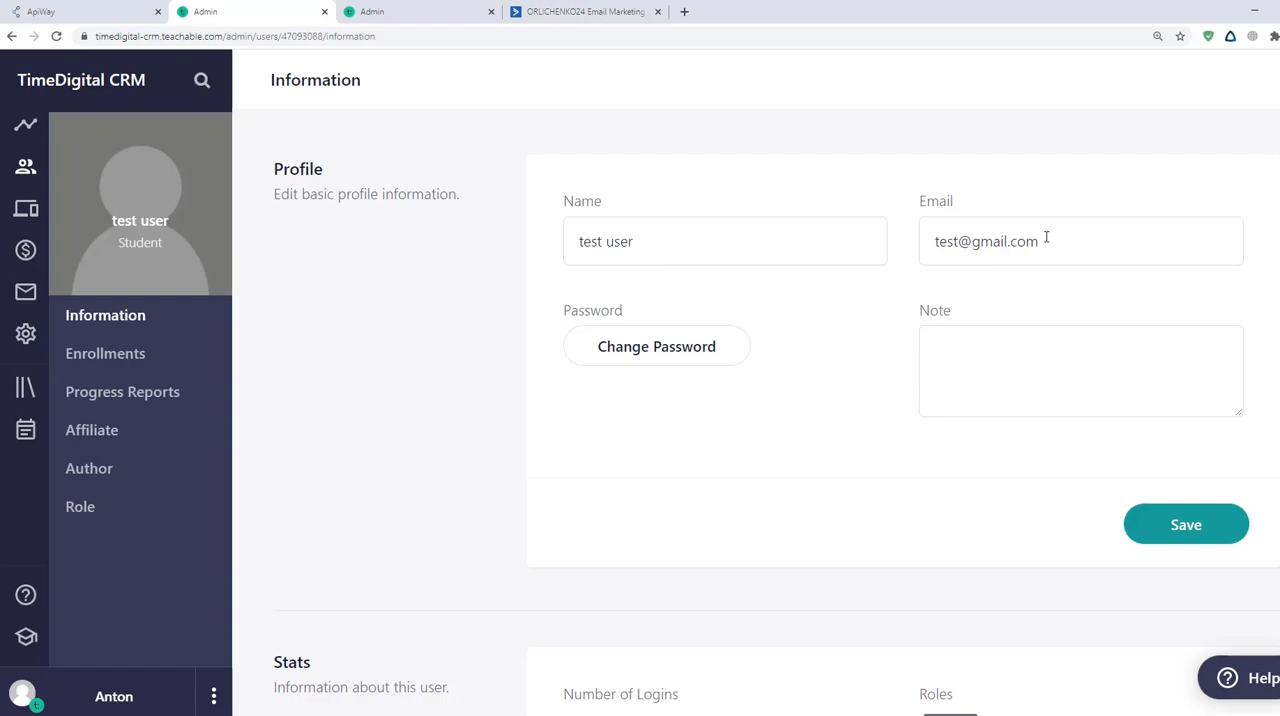 ApiWay
Admin
Admin
ORLICHENKO24 Email Marketing
timedigital-crm.teachable.com/admin/users/47093088/information
TimeDigital CRM
Information
test user
Student
Information
Enrollments
Progress Reports
Affiliate
Author
Role
Anton
Profile
Edit basic profile information.
Name
Email
test user
test@gmail.com
Password
Note
Change Password
Save
Stats
Information about this user.
Number of Logins
Roles
Help